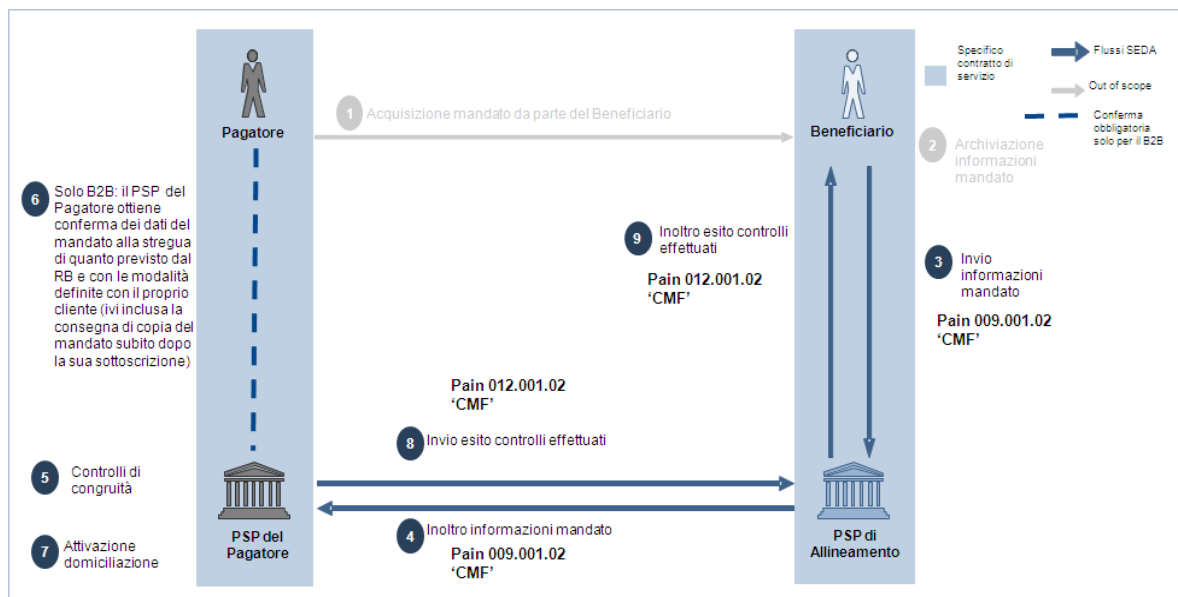 Pagatore
1 Acquisizione mandato da parte del Beneficiario
Beneficiario
Specifico
contratto di
servizio
Flussi SEDA
Out of scope
Conferma
obbligatoria
solo per il B2B
2 Archiviazione
informazioni
mandato
6 Solo B2B: il PSP del
Pagatore ottiene
conferma dei dati del
mandato alla stregua
di quanto previsto dal
RB e con le modalità
definite con il proprio
cliente (ivi inclusa la
consegna di copia del
mandato subito dopo
la sua sottoscrizione)
9 Inoltro esito controlli
effettuati
Pain 012.001.02
‘CMF’
3 Invio
informazioni
mandato
Pain 009.001.02
‘CMF’
Pain 012.001.02
‘CMF’
8 Invio esito controlli effettuati
5 Controlli di
congruità
7 Attivazione
domiciliazione
PSP del
Pagatore
4 Inoltro informazioni mandato
Pain 009.001.02
‘CMF’
PSP di
Allineamento